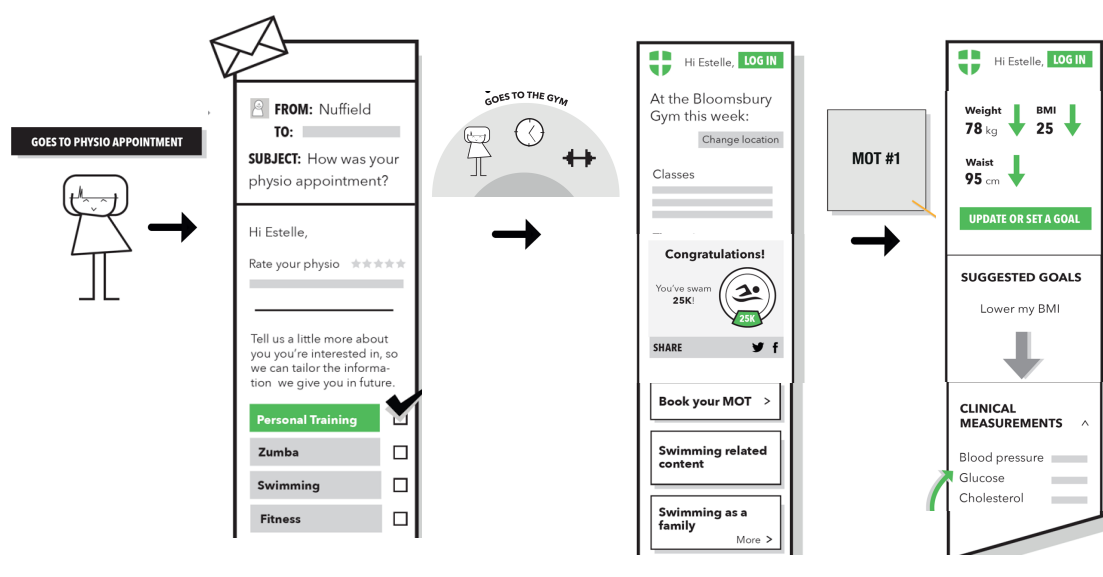 GOES TO PHYSIO APPOINTMENT
FROM: Nuffield
TO:
SUBJECT: How was your
physio appointment?
Hi Estelle,
Rate your physio
Tell us a little more about
you you're interested in, so
we can tailor the informa-
tion we give you in future.
Personal Training
Zumba
Swimming
Fitness
GOES TO THE GYM
Hi Estelle, LOG IN
At the Bloomsbury
Gym this week:
Change location
Classes
Congratulations!
You've swam
25K!
25K
SHARE
Book your MOT >
Swimming related
content
Swimming as a
family
More >
MOT #1
Hi Estelle, LOG IN
Weight BMI
78 kg 25
Waist
95 cm
UPDATE OR SET A GOAL
SUGGESTED GOALS
Lower my BMI
CLINICAL
MEASUREMENTS
Blood pressure
Glucose
Cholesterol